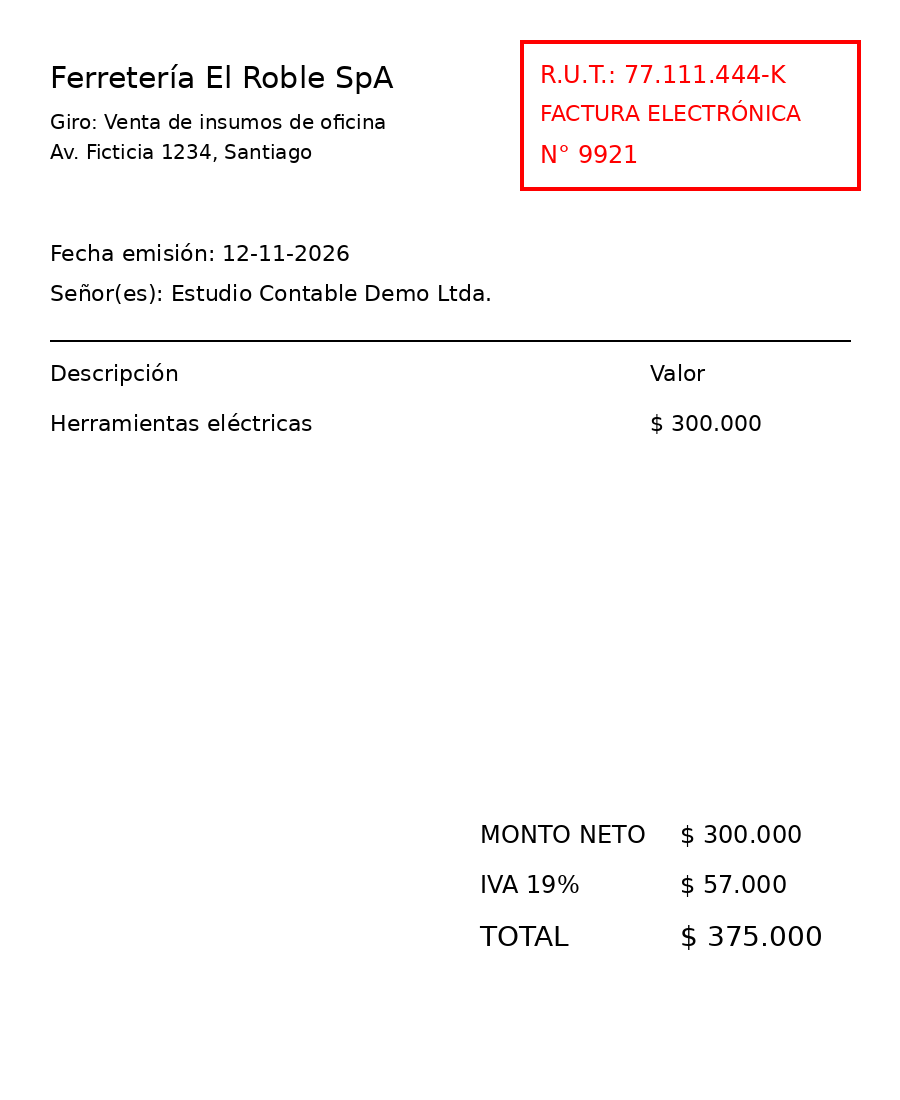 Ferretería El Roble SpA
Giro: Venta de insumos de oficina
Av. Ficticia 1234, Santiago
R.U.T.: 77.111.444-K
FACTURA ELECTRÓNICA
N° 9921
Fecha emisión: 12-11-2026
Señor(es): Estudio Contable Demo Ltda.
Descripción Valor
Herramientas eléctricas $ 300.000
MONTO NETO $ 300.000
IVA 19% $ 57.000
TOTAL $ 375.000